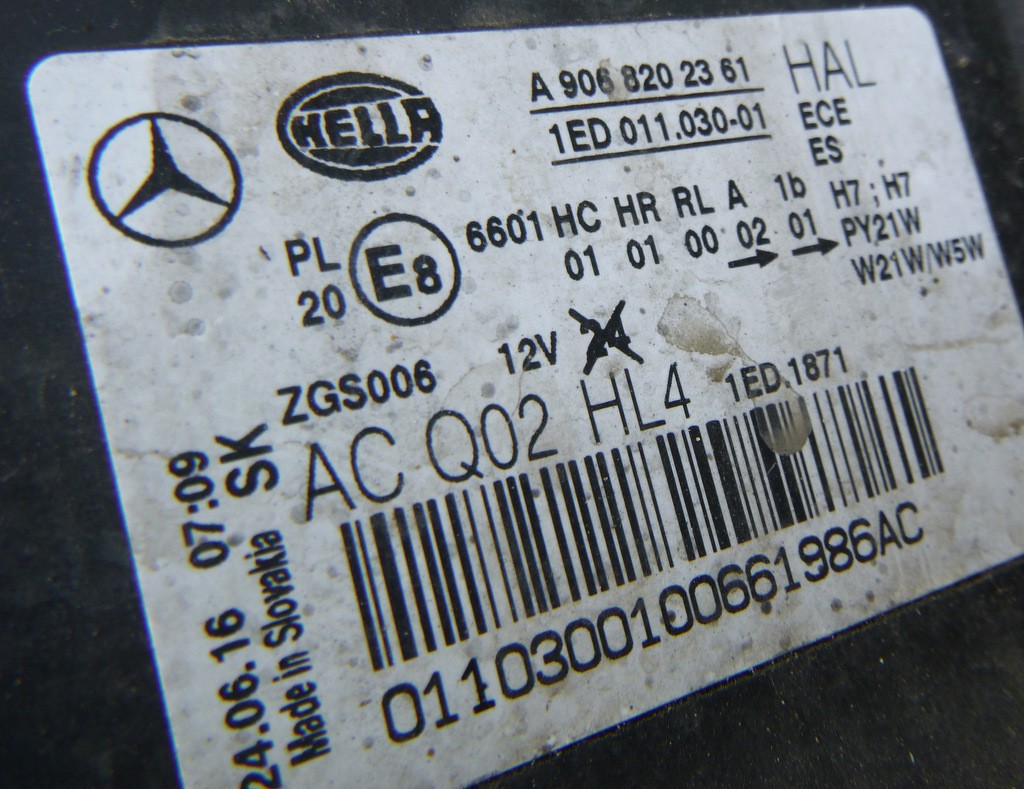 HELLA
A 906 820 23 61 HAL
1ED 011.030-01 ECE
ES
PL E8 6601 HC HR RL A 1b H7 ; H7
20 01 01 00 02 01 PY21W
W21W/W5W
ZGS006 12V 24
AC Q02 HL4 1ED.1871
0110300100661986AC
24.06.16 07:09
Made in Slovakia SK